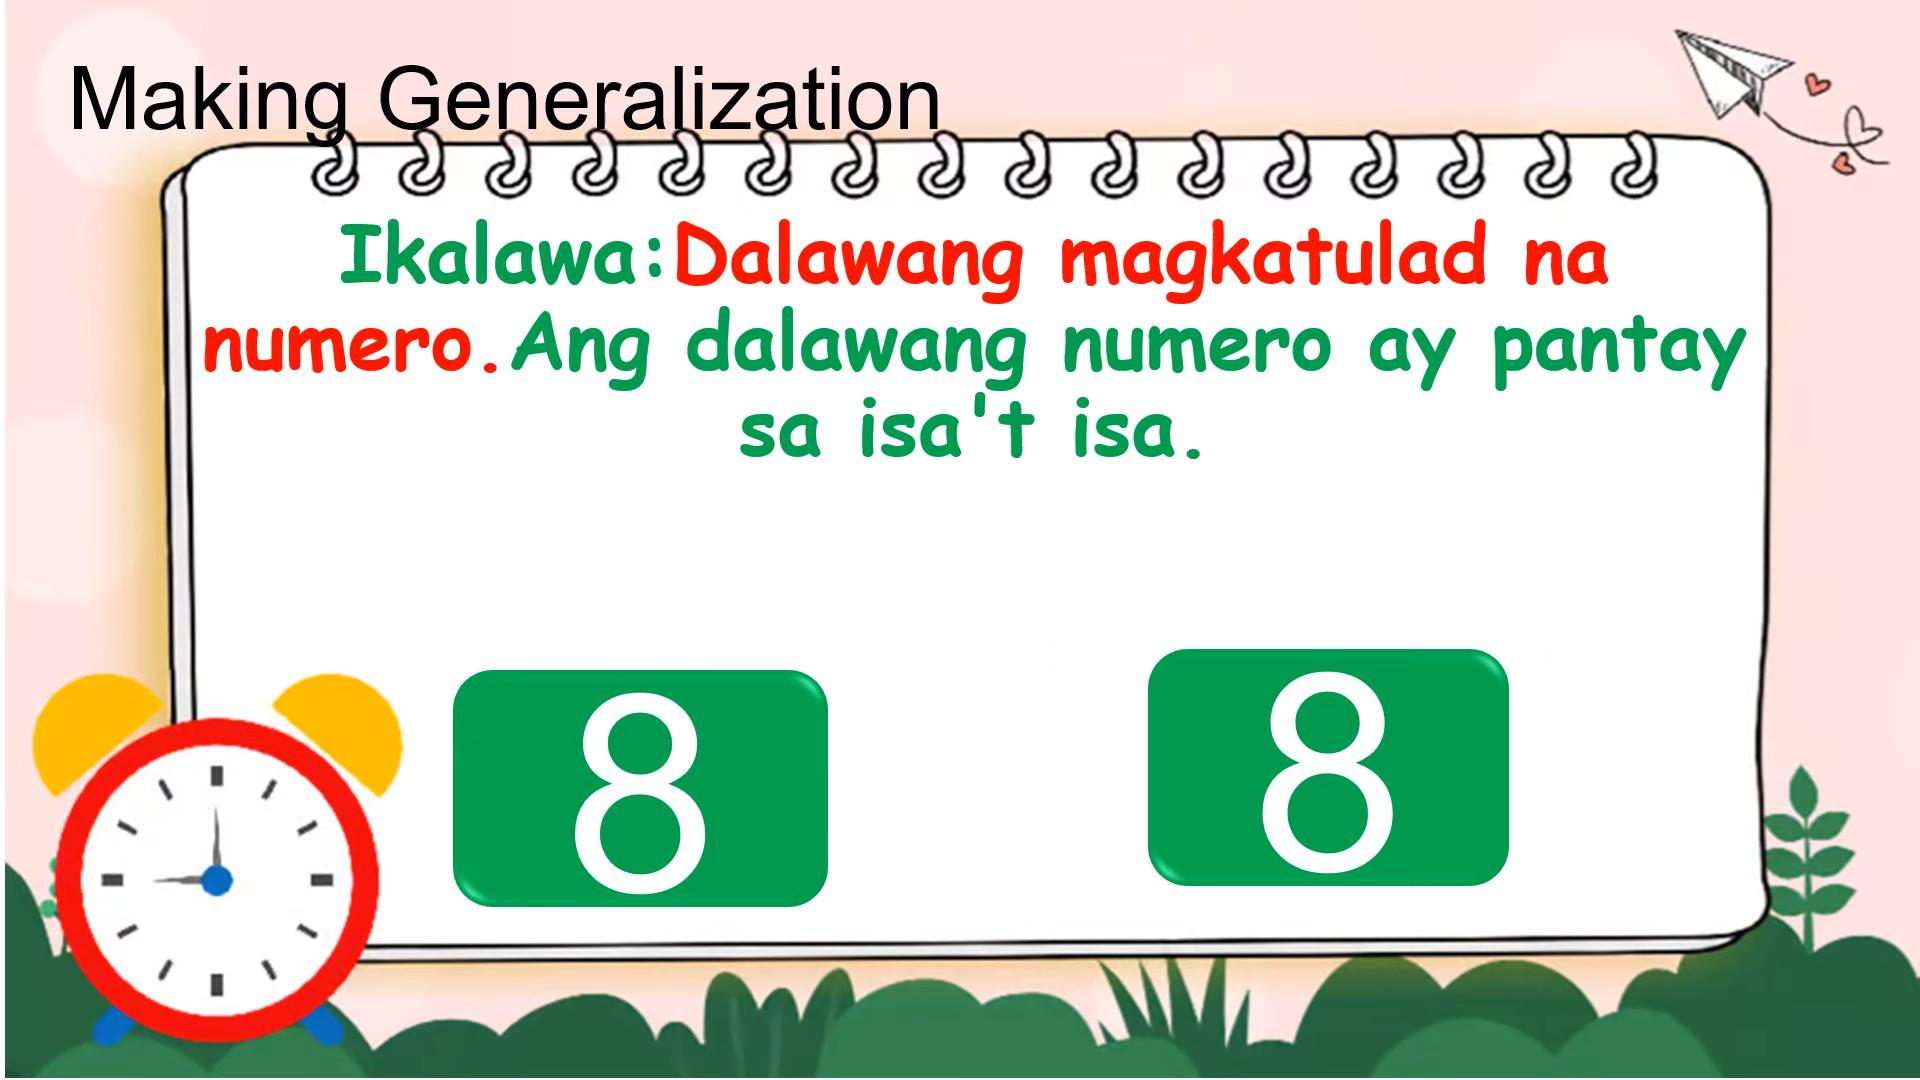 Making Generalization
Ikalawa:Dalawang magkatulad na
numero.Ang dalawang numero ay pantay
sa isa't isa.
8 8